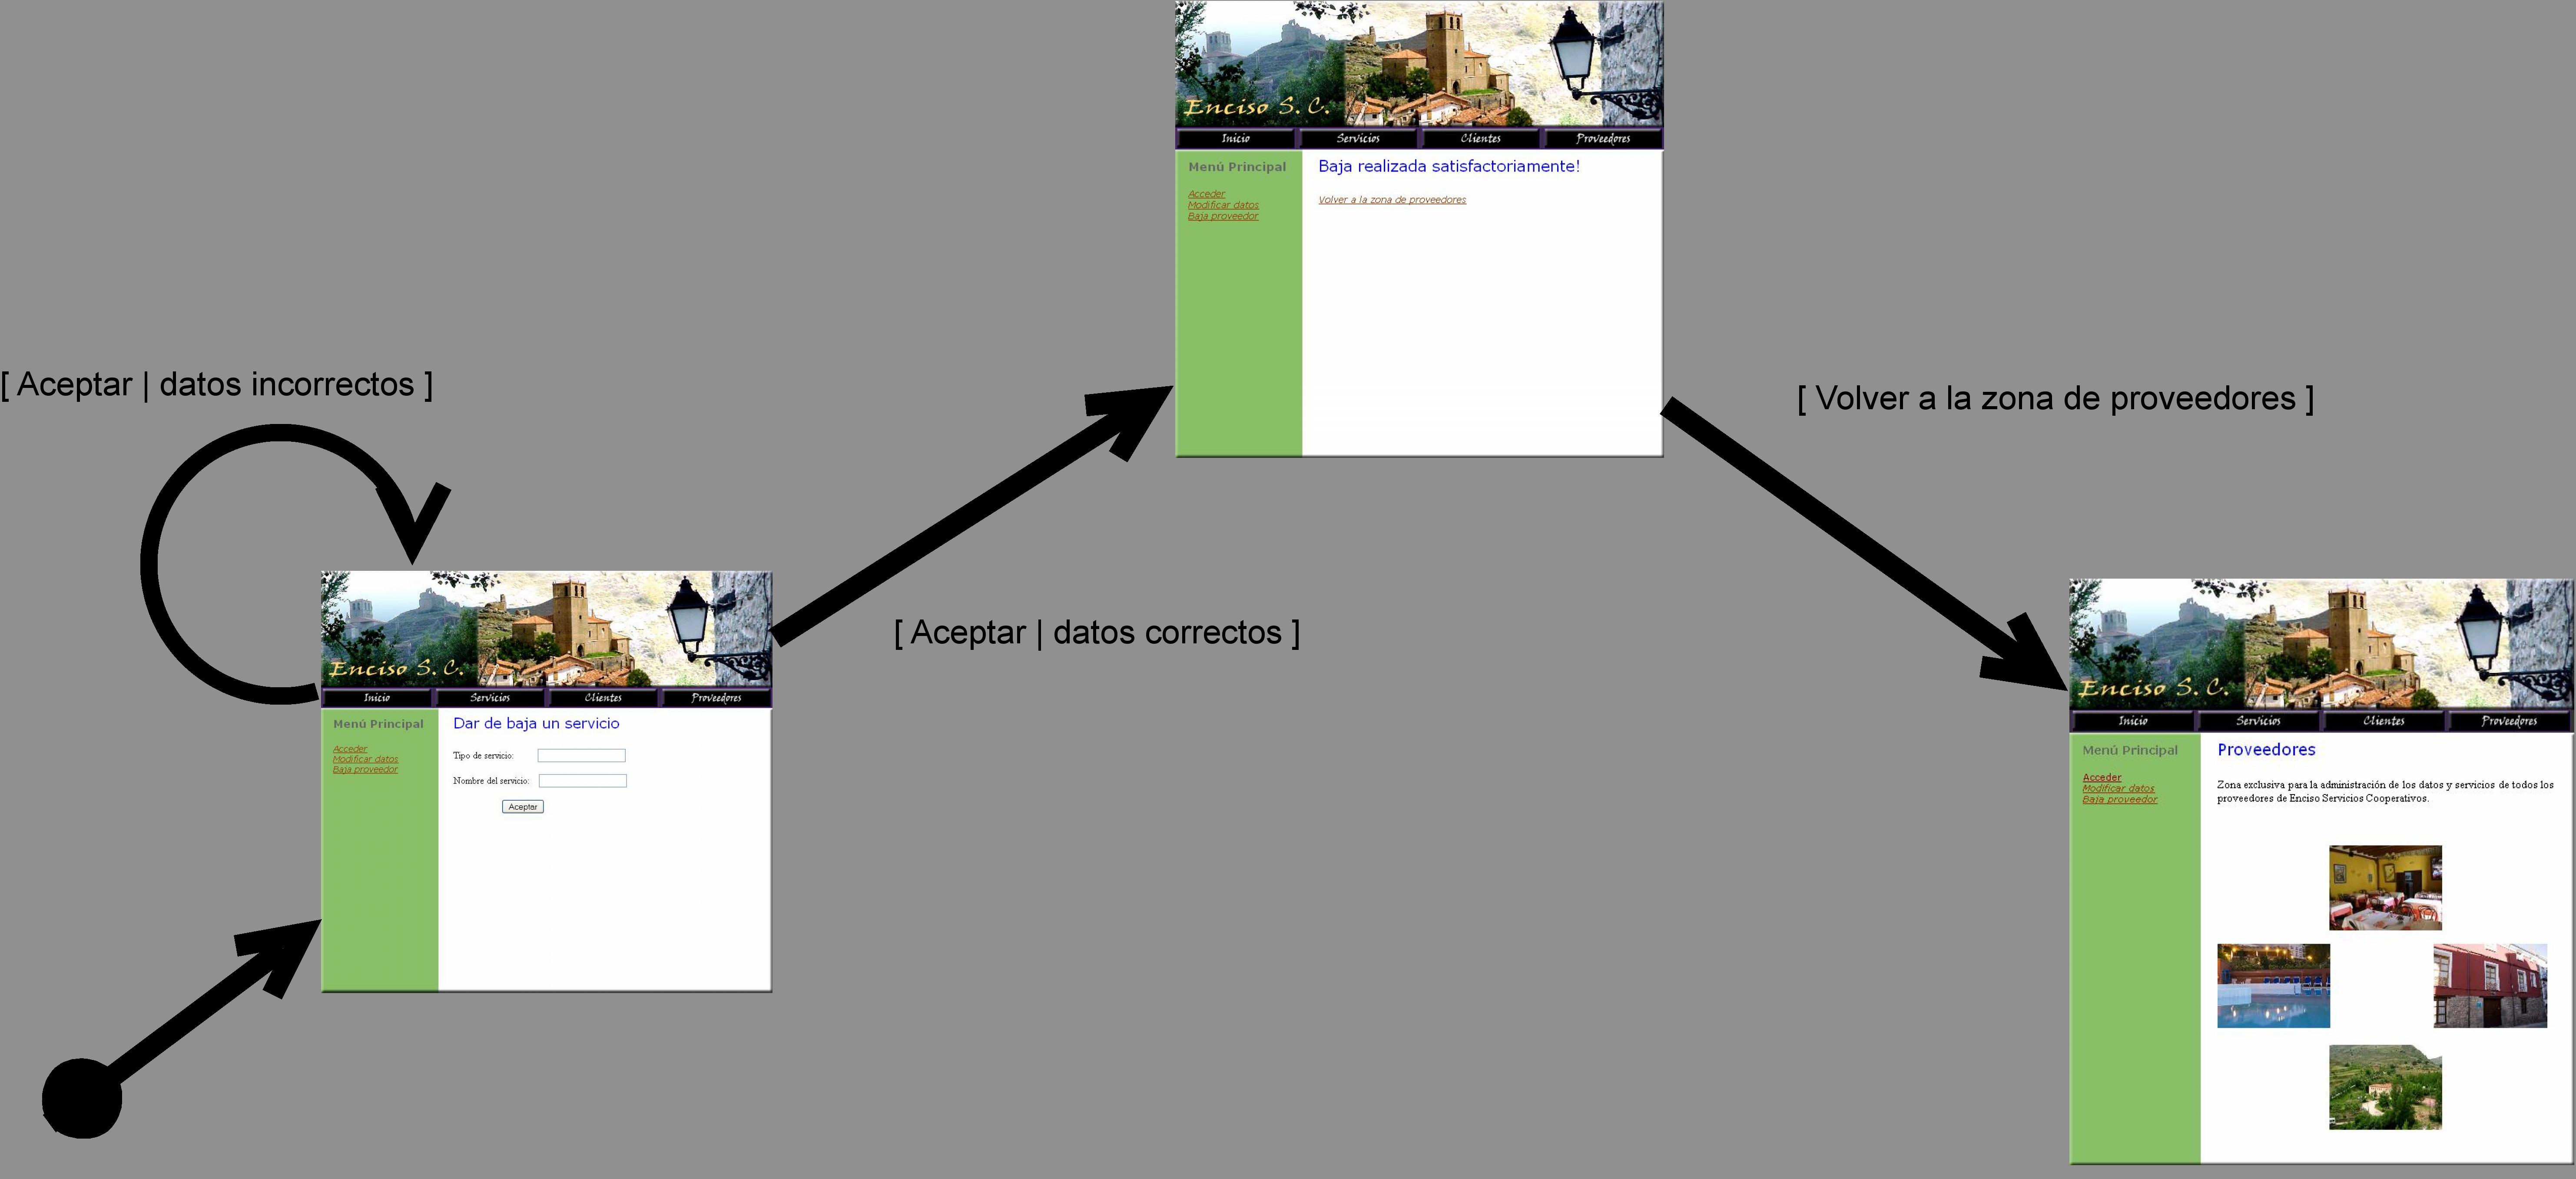 Enciso S. C.
Inicio Servicios Clientes Proveedores
Menú Principal
Acceder
Modificar datos
Baja proveedor
Baja realizada satisfactoriamente!
Volver a la zona de proveedores
[ Aceptar | datos incorrectos ]
[ Volver a la zona de proveedores ]
Enciso S. C.
Inicio Servicios Clientes Proveedores
Menú Principal
Acceder
Modificar datos
Baja proveedor
Dar de baja un servicio
Tipo de servicio:
Nombre del servicio:
Aceptar
[ Aceptar | datos correctos ]
Enciso S. C.
Inicio Servicios Clientes Proveedores
Menú Principal
Acceder
Modificar datos
Baja proveedor
Proveedores
Zona exclusiva para la administración de los datos y servicios de todos los
proveedores de Enciso Servicios Cooperativos.